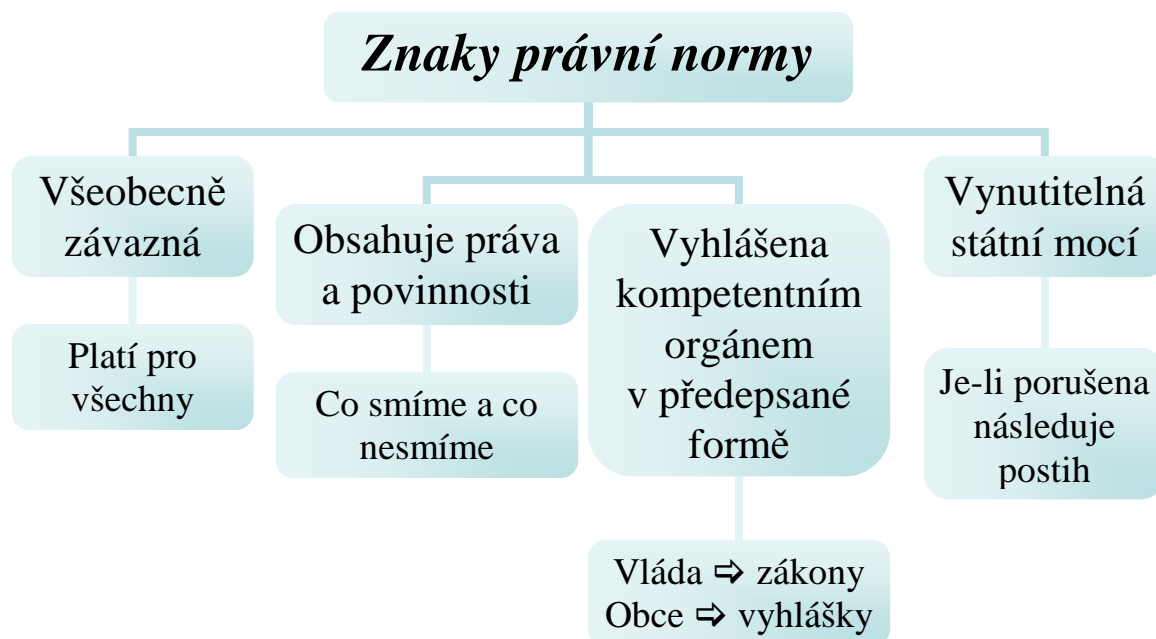 Znaky právní normy
Všeobecně
závazná
Platí pro
všechny
Obsahuje práva
a povinnosti
Co smíme a co
nesmíme
Vyhlášena
kompetentním
orgánem
v předepsané
formě
Vláda ⇨ zákony
Obce ⇨ vyhlášky
Vynutitelná
státní mocí
Je-li porušena
následuje
postih